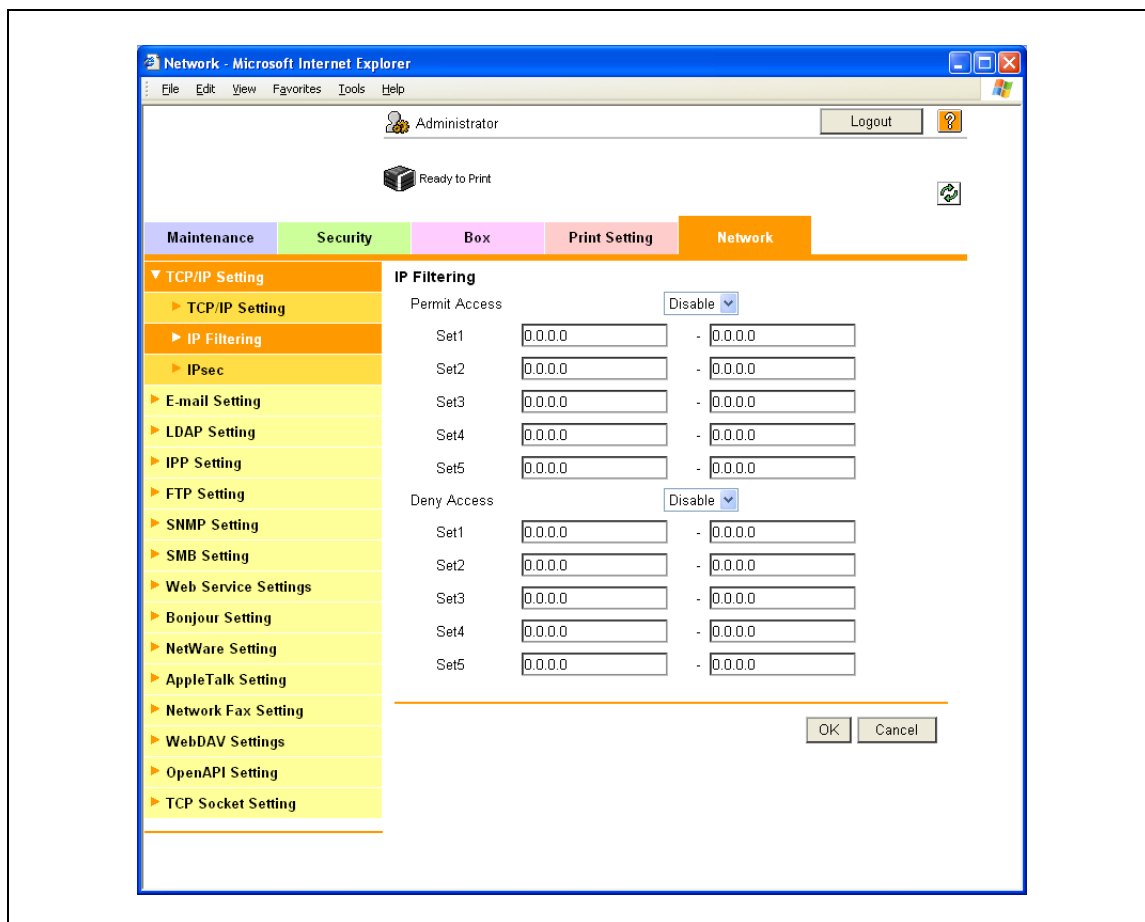 Network - Microsoft Internet Explorer
File Edit View Favorites Tools Help
Administrator Logout ?
Ready to Print
Maintenance Security Box Print Setting Network
TCP/IP Setting
TCP/IP Setting
IP Filtering
IPsec
E-mail Setting
LDAP Setting
IPP Setting
FTP Setting
SNMP Setting
SMB Setting
Web Service Settings
Bonjour Setting
NetWare Setting
AppleTalk Setting
Network Fax Setting
WebDAV Settings
OpenAPI Setting
TCP Socket Setting
IP Filtering
Permit Access Disable
Set1 0.0.0.0 - 0.0.0.0
Set2 0.0.0.0 - 0.0.0.0
Set3 0.0.0.0 - 0.0.0.0
Set4 0.0.0.0 - 0.0.0.0
Set5 0.0.0.0 - 0.0.0.0
Deny Access Disable
Set1 0.0.0.0 - 0.0.0.0
Set2 0.0.0.0 - 0.0.0.0
Set3 0.0.0.0 - 0.0.0.0
Set4 0.0.0.0 - 0.0.0.0
Set5 0.0.0.0 - 0.0.0.0
OK Cancel